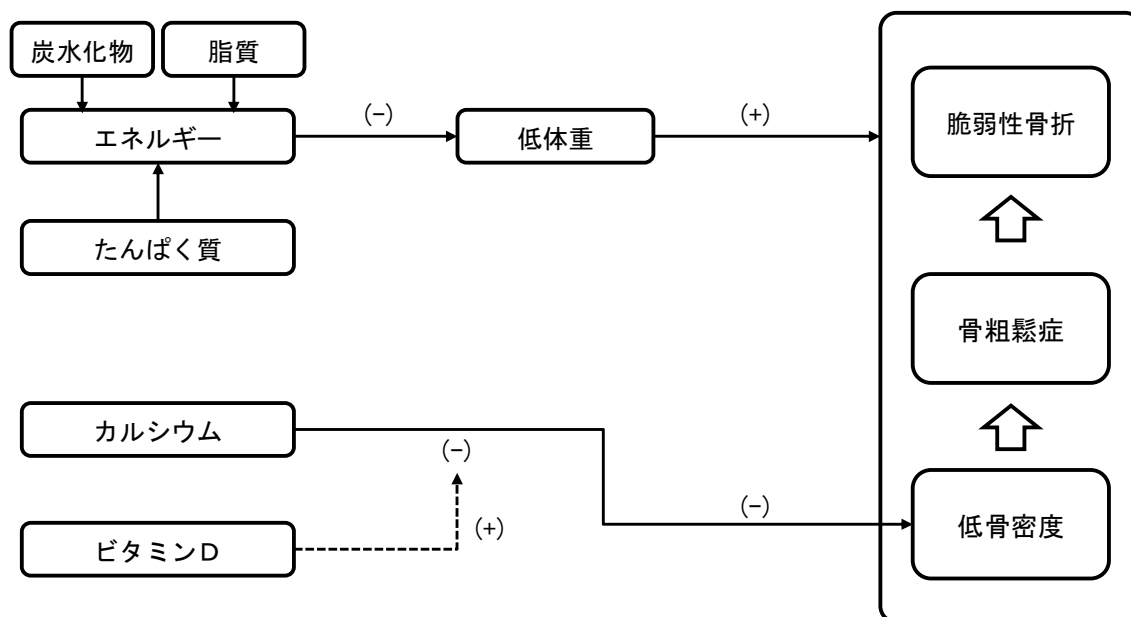 炭水化物
脂質
エネルギー
(−)
低体重
(+)
脆弱性骨折
たんぱく質
骨粗鬆症
カルシウム
(−)
(−)
低骨密度
(+)
ビタミンD